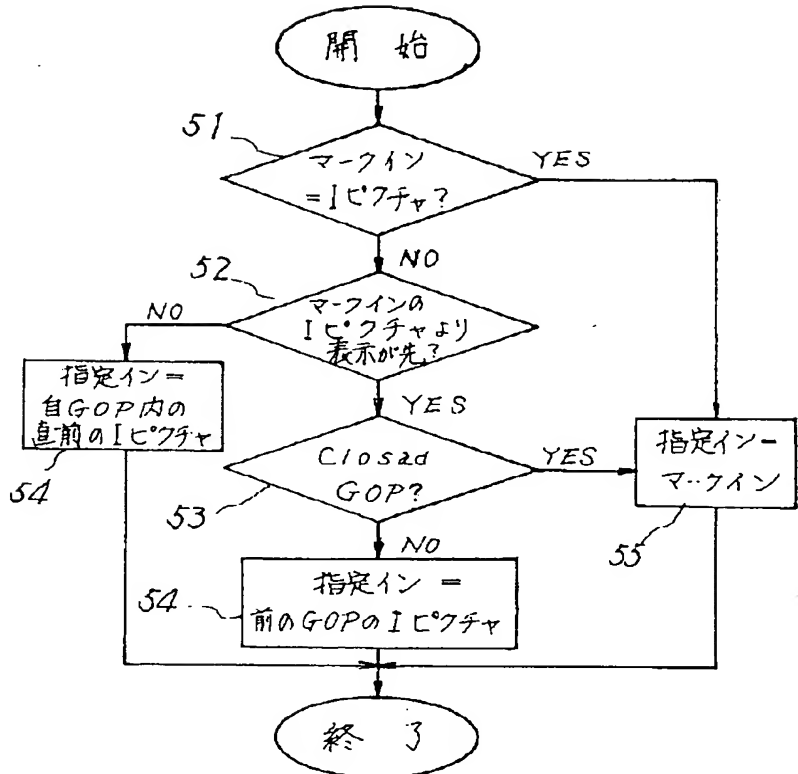 開始
51
マークイン
=Iピクチャ?
YES
NO
52
マークインの
Iピクチャより
表示が先?
NO
YES
指定イン=
自GOP内の
直前のIピクチャ
54
Closad
GOP?
YES
53
NO
指定イン-
マークイン
55
指定イン=
前のGOPのIピクチャ
54
終了